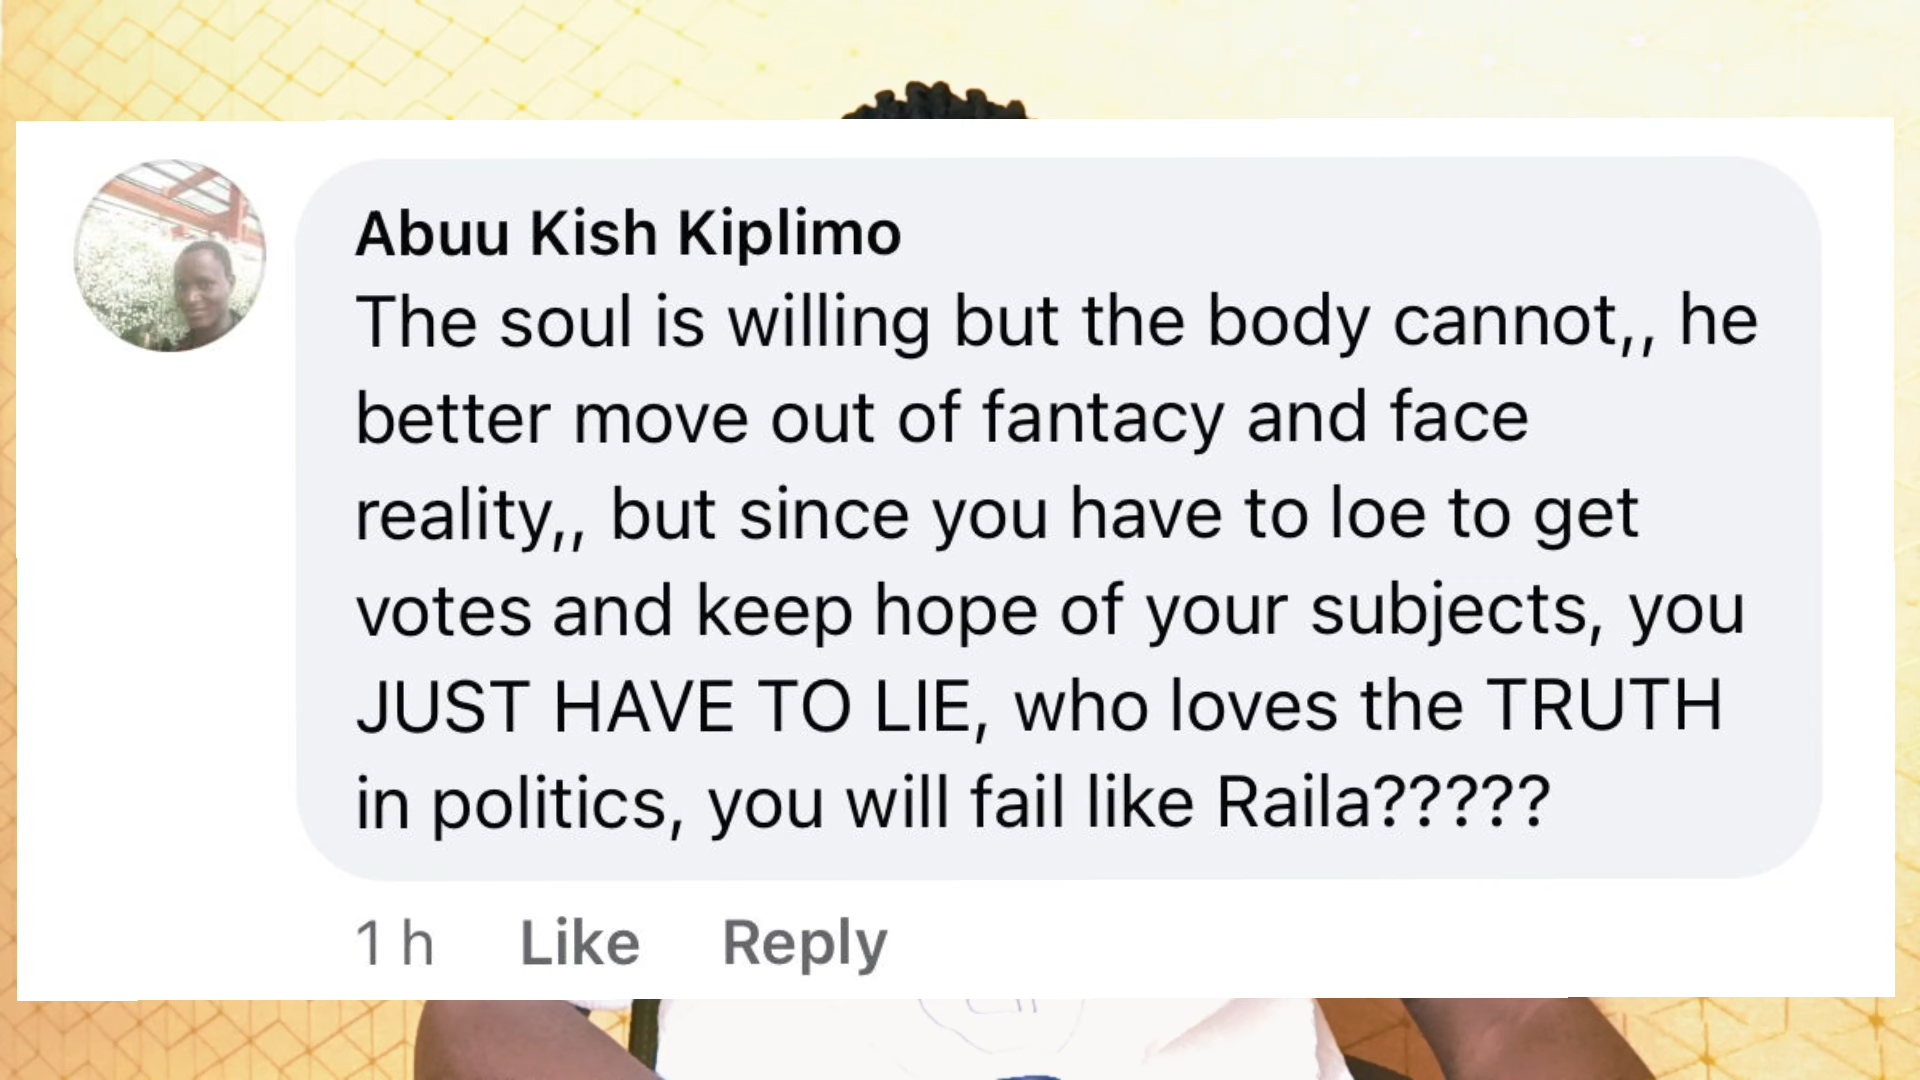 Abuu Kish Kiplimo
The soul is willing but the body cannot,, he
better move out of fantacy and face
reality,, but since you have to loe to get
votes and keep hope of your subjects, you
JUST HAVE TO LIE, who loves the TRUTH
in politics, you will fail like Raila?????
1 h Like Reply